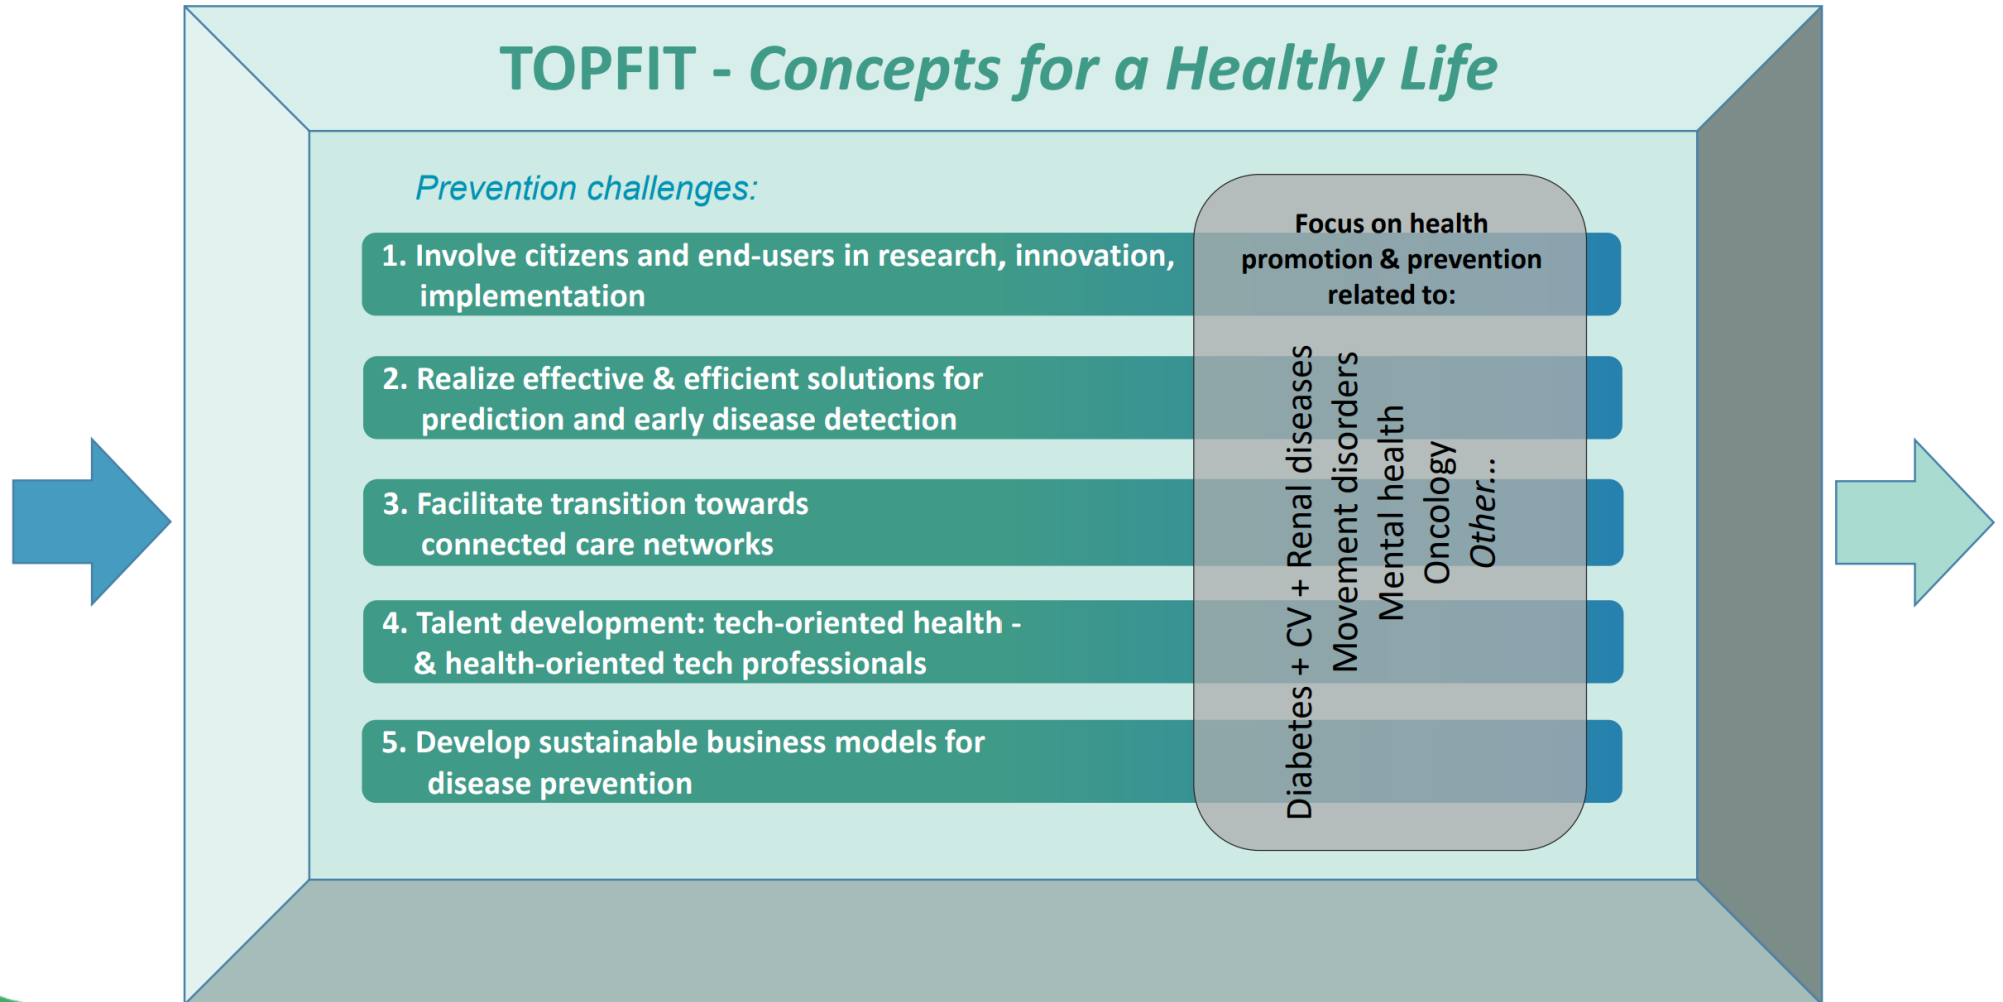 TOPFIT - Concepts for a Healthy Life
Prevention challenges:
1. Involve citizens and end-users in research, innovation,
implementation
2. Realize effective & efficient solutions for
prediction and early disease detection
3. Facilitate transition towards
connected care networks
4. Talent development: tech-oriented health -
& health-oriented tech professionals
5. Develop sustainable business models for
disease prevention
Focus on health
promotion & prevention
related to:
Diabetes + CV + Renal diseases
Movement disorders
Mental health
Oncology
Other...